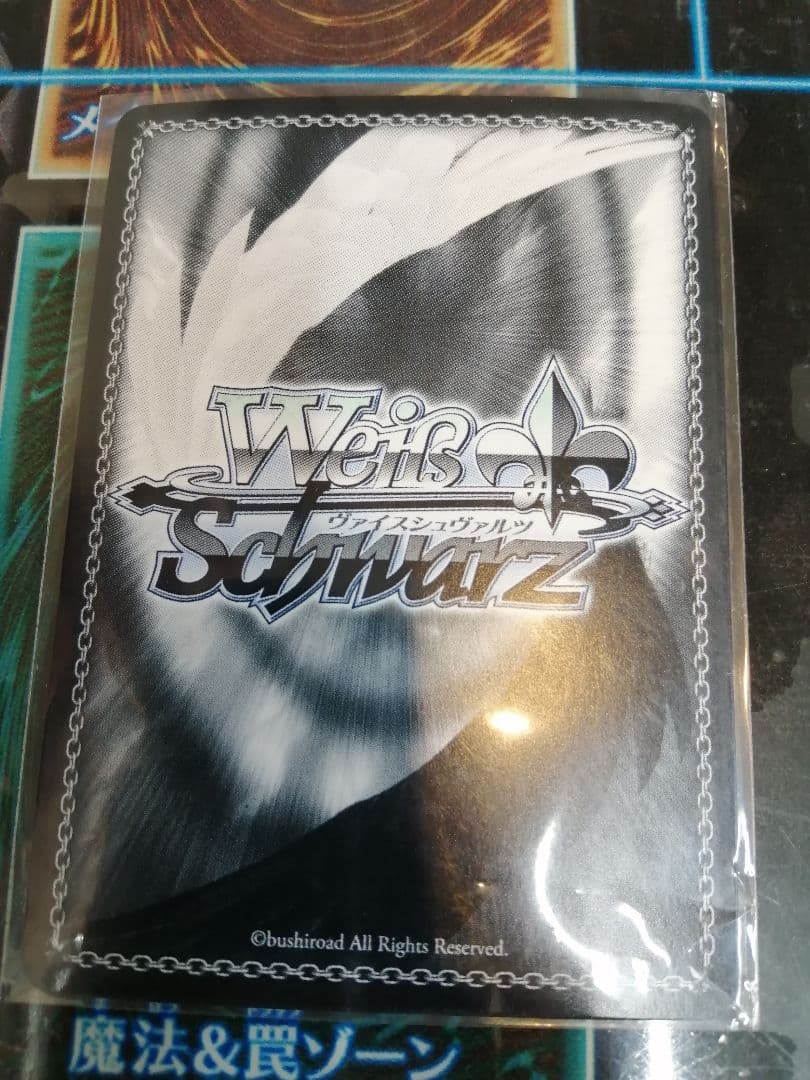 メ
Weiß
ヴァイスシュヴァルツ
Schwarz
©bushiroad All Rights Reserved.
魔法&罠ゾーン